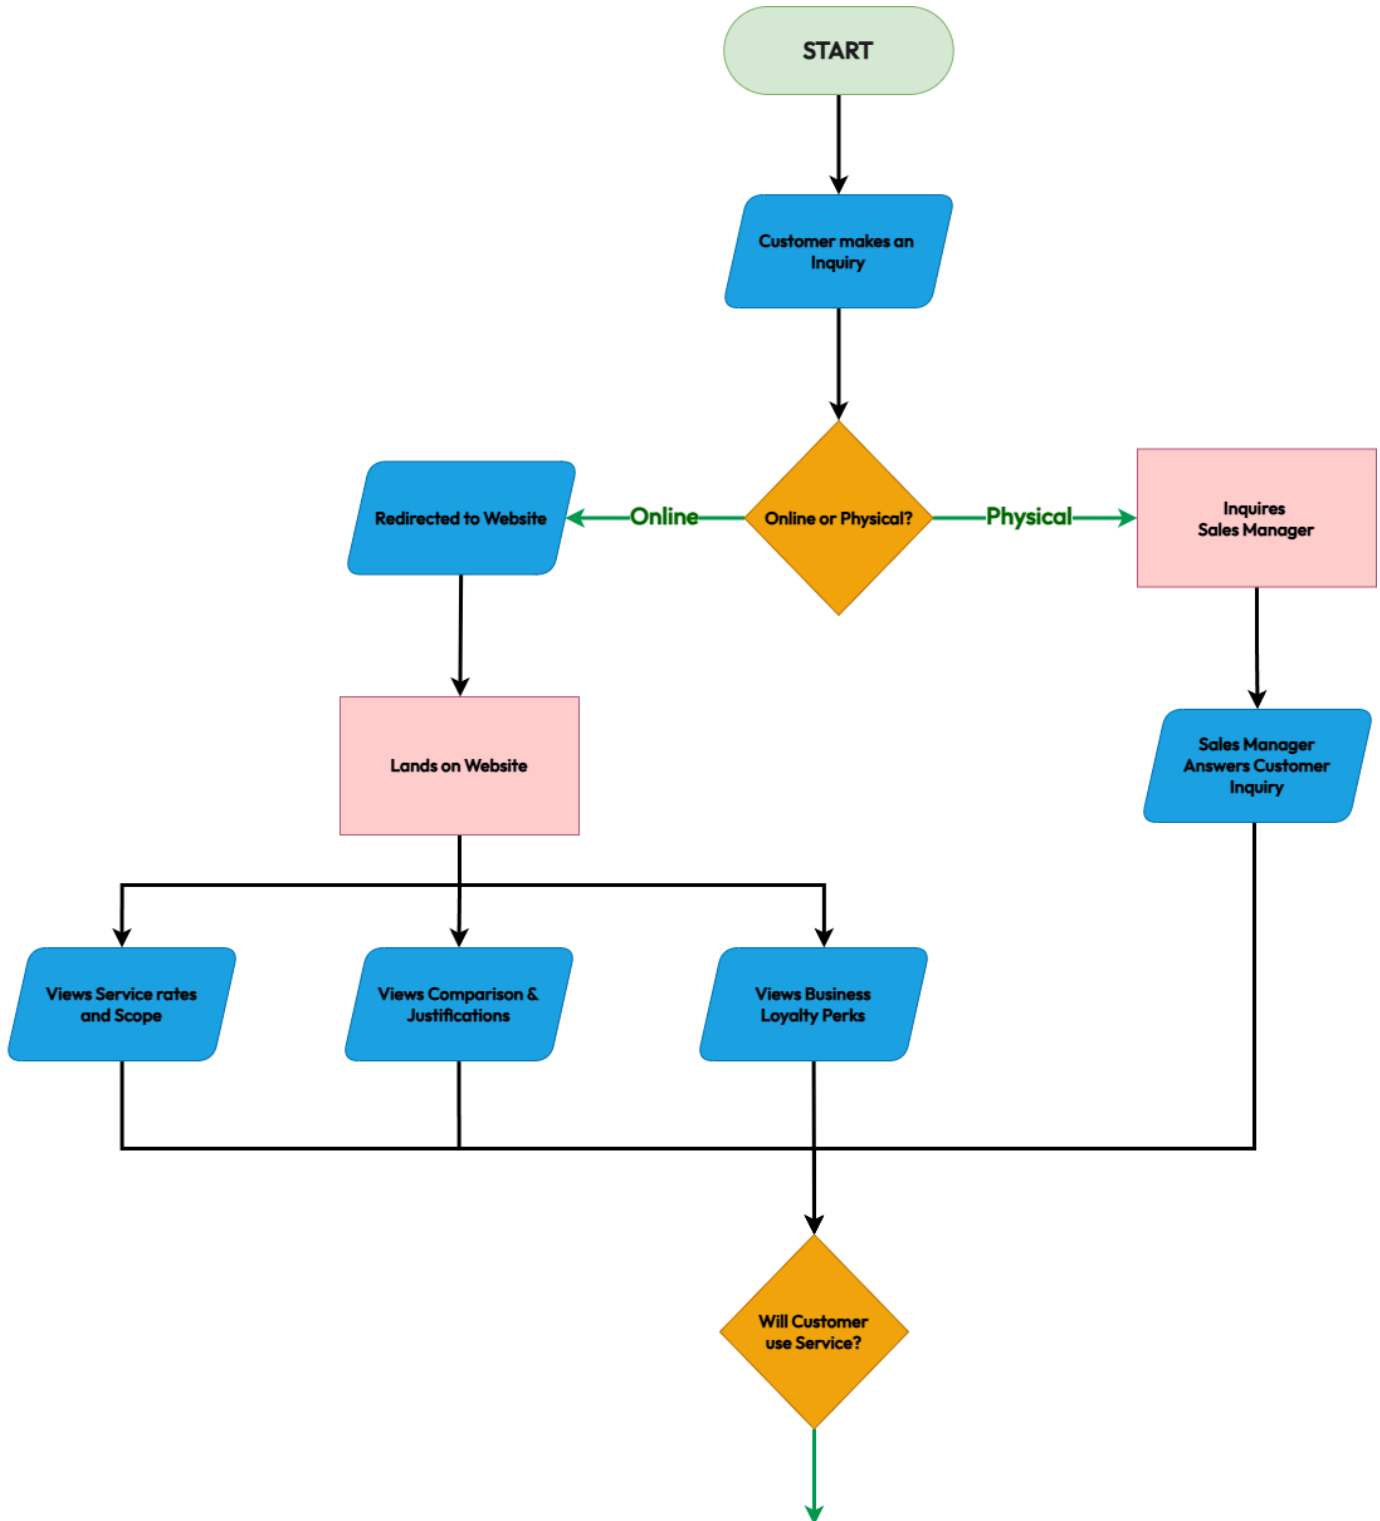 START
Customer makes an
Inquiry
Redirected to Website
Online
Online or Physical?
Physical
Inquires
Sales Manager
Lands on Website
Sales Manager
Answers Customer
Inquiry
Views Service rates
and Scope
Views Comparison &
Justifications
Views Business
Loyalty Perks
Will Customer
use Service?